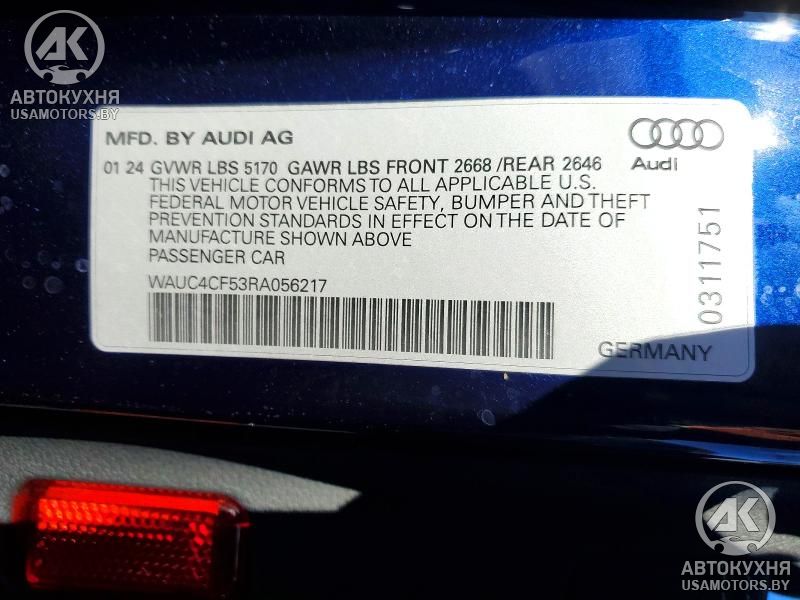 АК
АВТОКУХНЯ
USAMOTORS.BY
MFD. BY AUDI AG
Audi
01 24 GVWR LBS 5170 GAWR LBS FRONT 2668 /REAR 2646
THIS VEHICLE CONFORMS TO ALL APPLICABLE U.S.
FEDERAL MOTOR VEHICLE SAFETY, BUMPER AND THEFT
PREVENTION STANDARDS IN EFFECT ON THE DATE OF
MANUFACTURE SHOWN ABOVE
PASSENGER CAR
WAUC4CF53RA056217
0311751
GERMANY
АК
АВТОКУХНЯ
USAMOTORS.BY